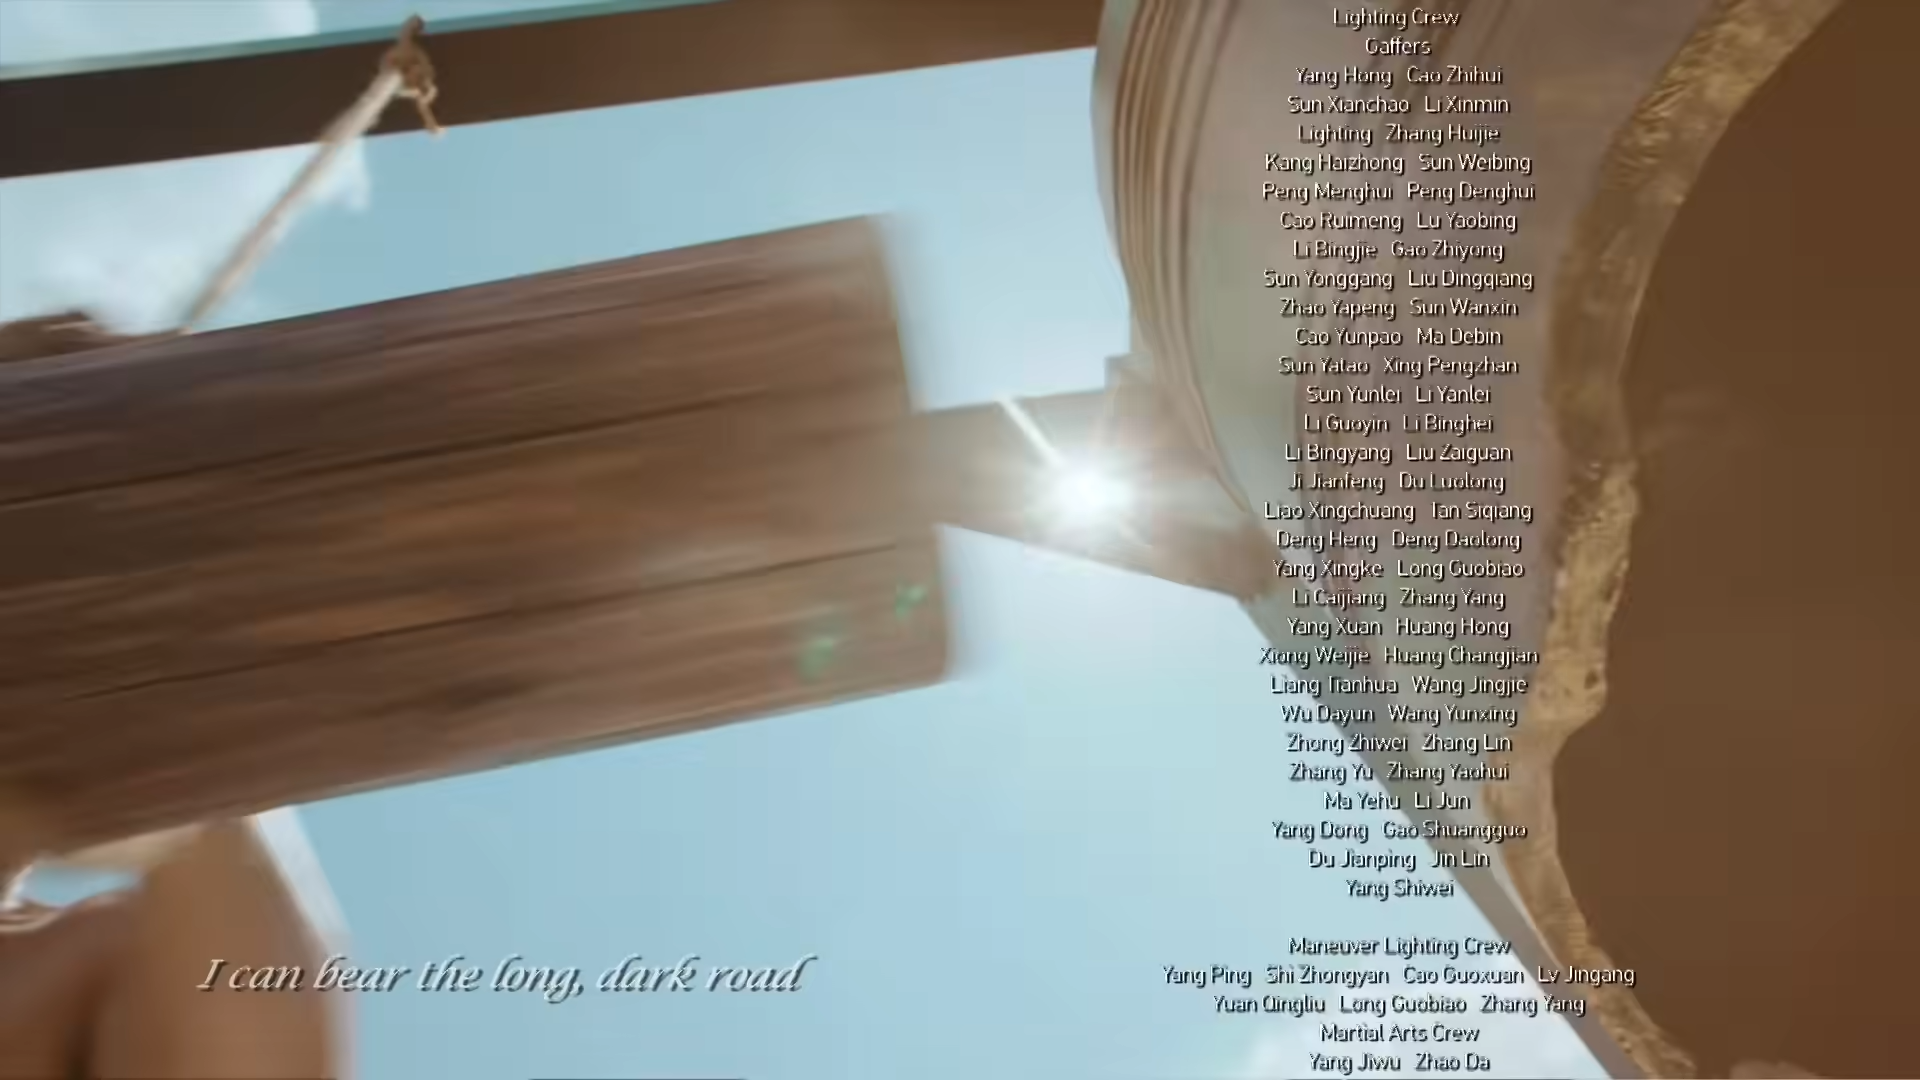 Lighting Crew
Gaffers
Yang Hong Cao Zhihui
Sun Xianchao Li Xinmin
Lighting Zhang Huijie
Kang Haizhong Sun Weibing
Peng Menghui Peng Denghui
Cao Ruimeng Lu Yaobing
Li Bingjie Gao Zhiyong
Sun Yonggang Liu Dingqiang
Zhao Yapeng Sun Wanxin
Cao Yunpao Ma Debin
Sun Yatao Xing Pengzhan
Sun Yunlei Li Yanlei
Li Guoyin Li Binghei
Li Bingyang Liu Zaiguan
Ji Jianfeng Du Luolong
Liao Xingchuang Tan Siqiang
Deng Heng Deng Daolong
Yang Xingke Long Guobiao
Li Caijiang Zhang Yang
Yang Xuan Huang Hong
Xiong Weijie Huang Changjian
Liang Tianhua Wang Jingjie
Wu Dayun Wang Yunxing
Zhong Zhiwei Zhang Lin
Zhang Yu Zhang Yaohui
Ma Yehu Li Jun
Yang Dong Gao Shuangguo
Du Jianping Jin Lin
Yang Shiwei
Maneuver Lighting Crew
Yang Ping Shi Zhongyan Cao Guoxuan Lv Jingang
Yuan Qingliu Long Guobiao Zhang Yang
Martial Arts Crew
Yang Jiwu Zhao Da
I can bear the long, dark road